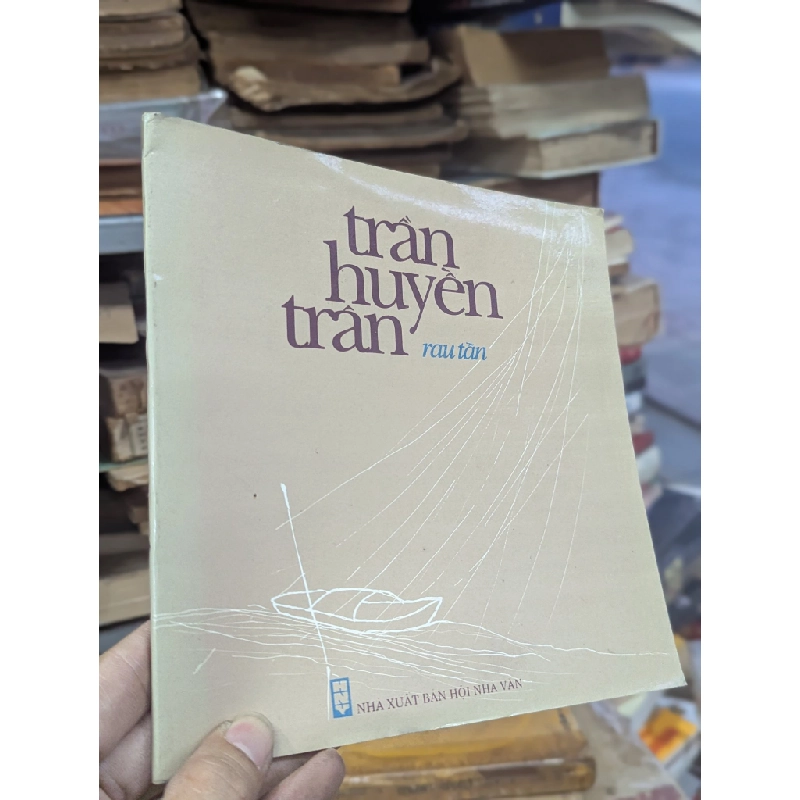 trần
huyền
trân
rau tần
NHÀ XUẤT BẢN HỘI NHÀ VĂN